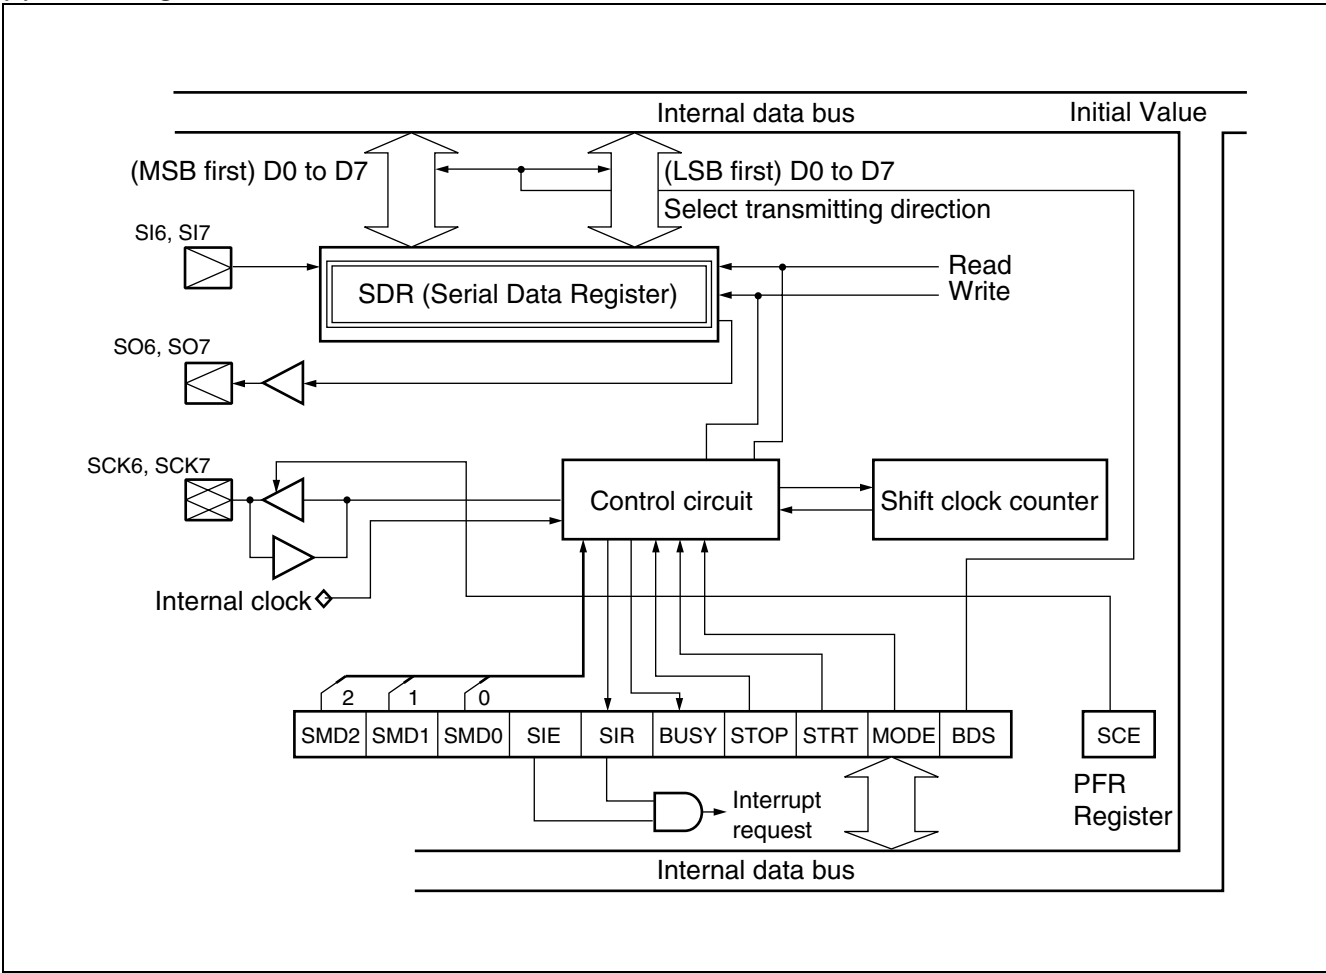 Internal data bus
Initial Value
(MSB first) D0 to D7
(LSB first) D0 to D7
Select transmitting direction
SI6, SI7
SDR (Serial Data Register)
Read
Write
SO6, SO7
SCK6, SCK7
Control circuit
Shift clock counter
Internal clock
2
1
0
SMD2 SMD1 SMD0 SIE SIR BUSY STOP STRT MODE BDS
SCE
PFR
Register
Interrupt
request
Internal data bus